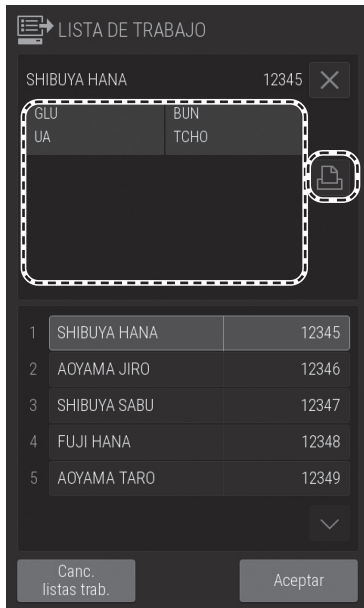 LISTA DE TRABAJO
SHIBUYA HANA 12345
GLU BUN
UA TCHO
1 SHIBUYA HANA 12345
2 AOYAMA JIRO 12346
3 SHIBUYA SABU 12347
4 FUJI HANA 12348
5 AOYAMA TARO 12349
Canc.
listas trab.
Aceptar